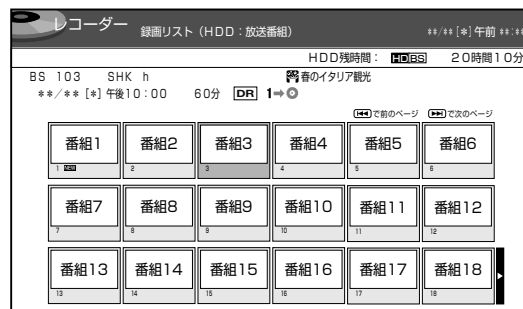 レコーダー 録画リスト（HDD：放送番組） **/** [*] 午前 **:**
HDD残時間： HD BS 20時間10分
BS 103 SHK h 春のイタリア観光
**/** [*] 午後10：00 60分 DR 1→
で前のページ で次のページ
番組1 番組2 番組3 番組4 番組5 番組6
1 NEW 2 3 4 5 6
番組7 番組8 番組9 番組10 番組11 番組12
7 8 9 10 11 12
番組13 番組14 番組15 番組16 番組17 番組18
13 14 15 16 17 18